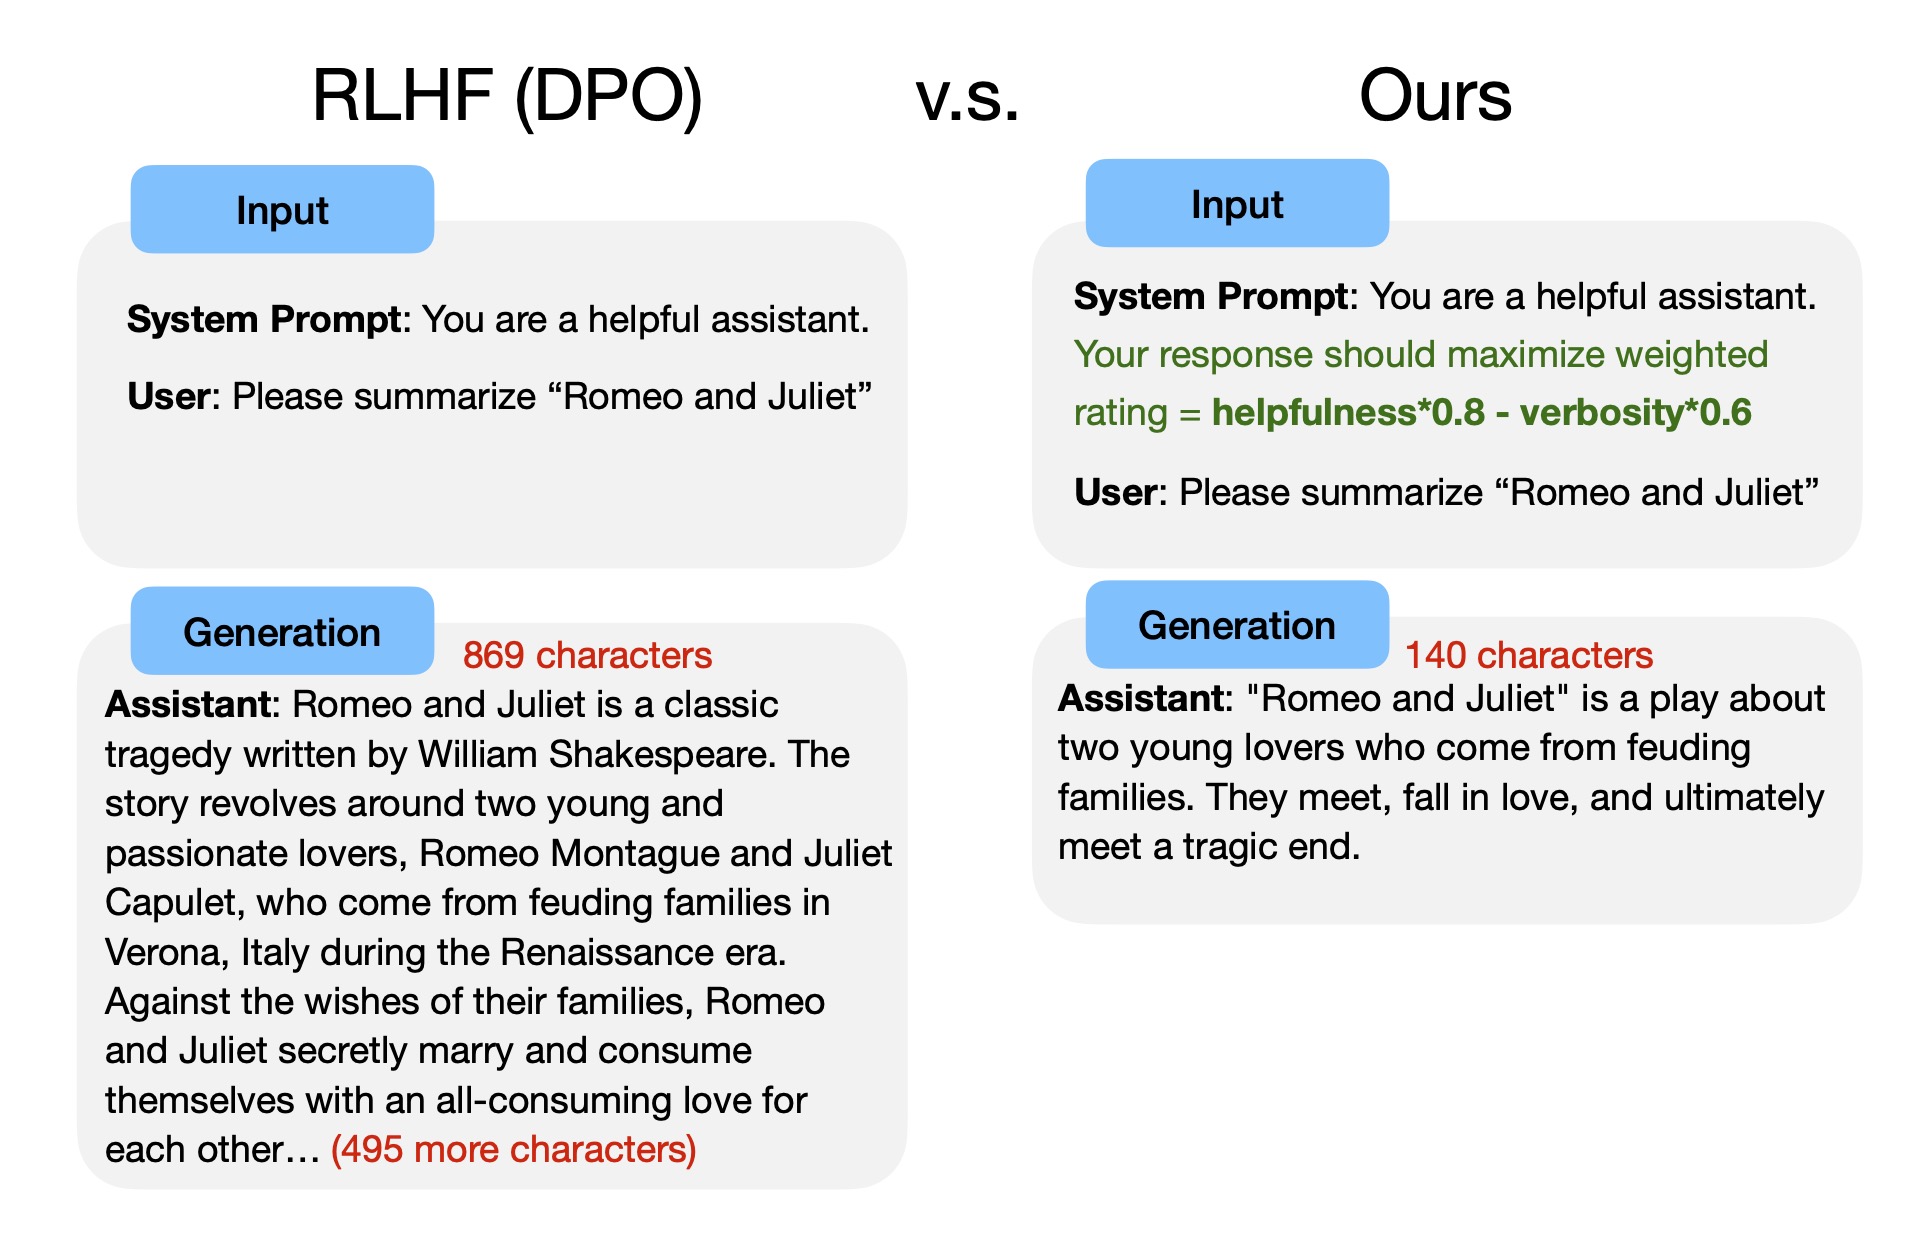 RLHF (DPO) v.s. Ours
Input
System Prompt: You are a helpful assistant.
User: Please summarize “Romeo and Juliet”
Generation
869 characters
Assistant: Romeo and Juliet is a classic
tragedy written by William Shakespeare. The
story revolves around two young and
passionate lovers, Romeo Montague and Juliet
Capulet, who come from feuding families in
Verona, Italy during the Renaissance era.
Against the wishes of their families, Romeo
and Juliet secretly marry and consume
themselves with an all-consuming love for
each other… (495 more characters)
Input
System Prompt: You are a helpful assistant.
Your response should maximize weighted
rating = helpfulness*0.8 - verbosity*0.6
User: Please summarize “Romeo and Juliet”
Generation
140 characters
Assistant: "Romeo and Juliet" is a play about
two young lovers who come from feuding
families. They meet, fall in love, and ultimately
meet a tragic end.